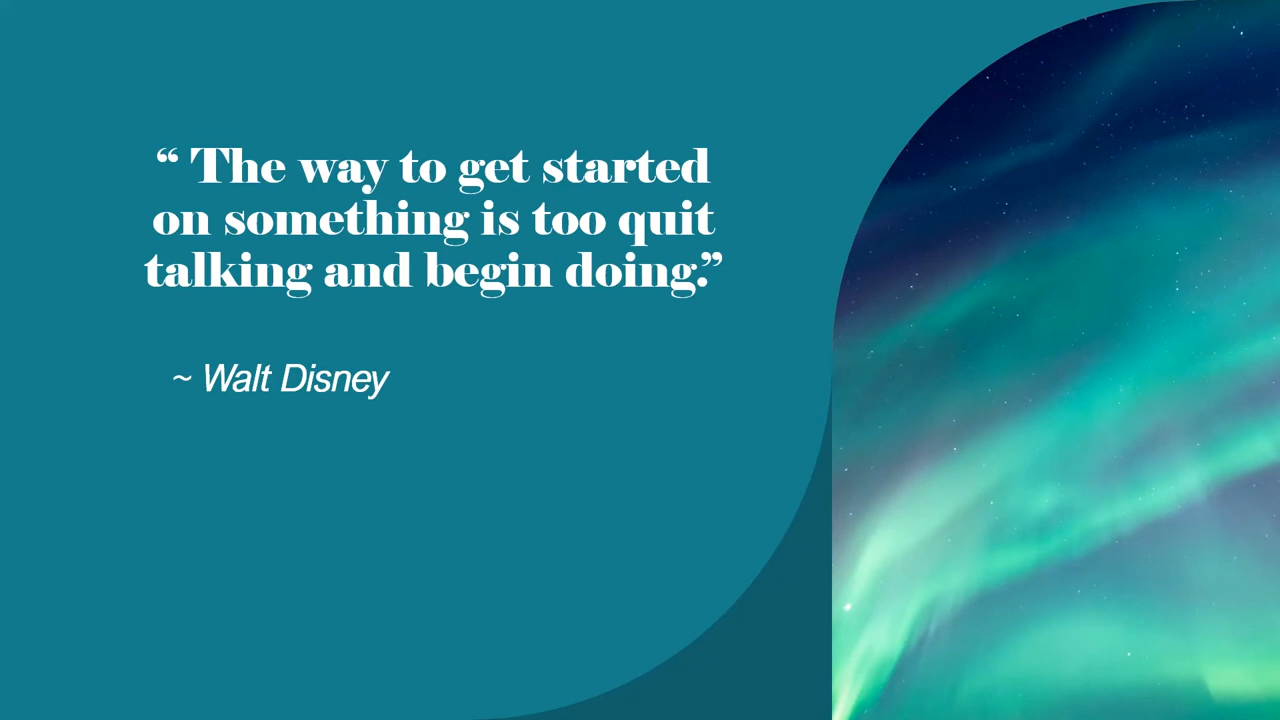 “ The way to get started
on something is too quit
talking and begin doing.”
~ Walt Disney